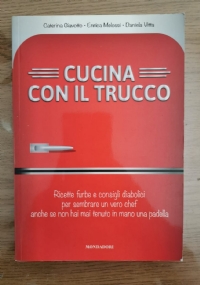 Caterina Giavotto - Enrico Malossi - Daniela Vitta
CUCINA
CON IL TRUCCO
Ricette furbe e consigli diabolici
per sembrare un vero chef
anche se non hai mai tenuto in mano una padella
MONDADORI